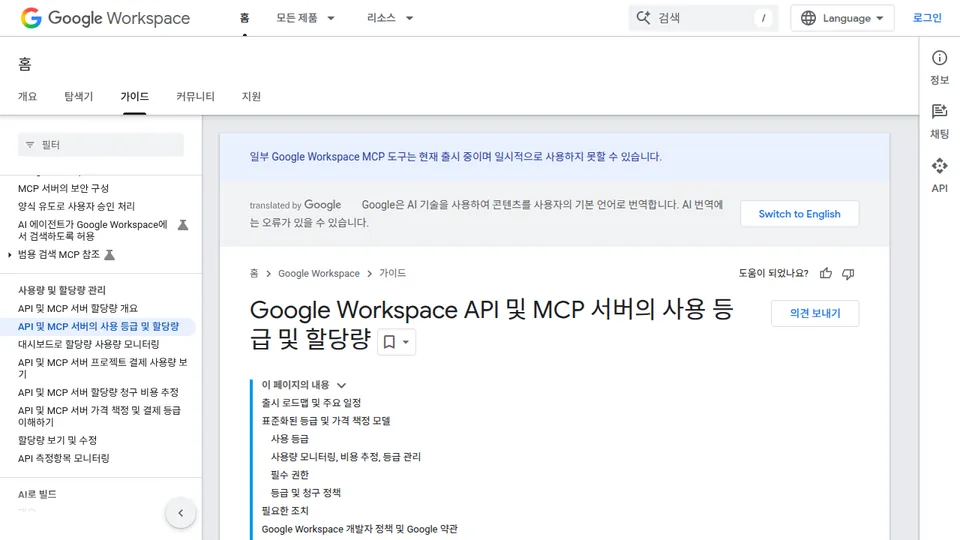 Google Workspace
홈
모든 제품
리소스
검색
/
Language
로그인
홈
개요
탐색기
가이드
커뮤니티
지원
정보
채팅
API
필터
MCP 서버의 보안 구성
양식 유도로 사용자 승인 처리
AI 에이전트가 Google Workspace에
서 검색하도록 허용
범용 검색 MCP 참조
사용량 및 할당량 관리
API 및 MCP 서버 할당량 개요
API 및 MCP 서버의 사용 등급 및 할당량
대시보드로 할당량 사용량 모니터링
API 및 MCP 서버 프로젝트 결제 사용량 보
기
API 및 MCP 서버 할당량 청구 비용 추정
API 및 MCP 서버 가격 책정 및 결제 등급
이해하기
할당량 보기 및 수정
API 측정항목 모니터링
AI로 빌드
일부 Google Workspace MCP 도구는 현재 출시 중이며 일시적으로 사용하지 못할 수 있습니다.
translated by Google
Google은 AI 기술을 사용하여 콘텐츠를 사용자의 기본 언어로 번역합니다. AI 번역에
는 오류가 있을 수 있습니다.
Switch to English
홈
Google Workspace
가이드
도움이 되었나요?
Google Workspace API 및 MCP 서버의 사용 등
급 및 할당량
의견 보내기
이 페이지의 내용
출시 로드맵 및 주요 일정
표준화된 등급 및 가격 책정 모델
사용 등급
사용량 모니터링, 비용 추정, 등급 관리
필수 권한
등급 및 청구 정책
필요한 조치
Google Workspace 개발자 정책 및 Google 약관